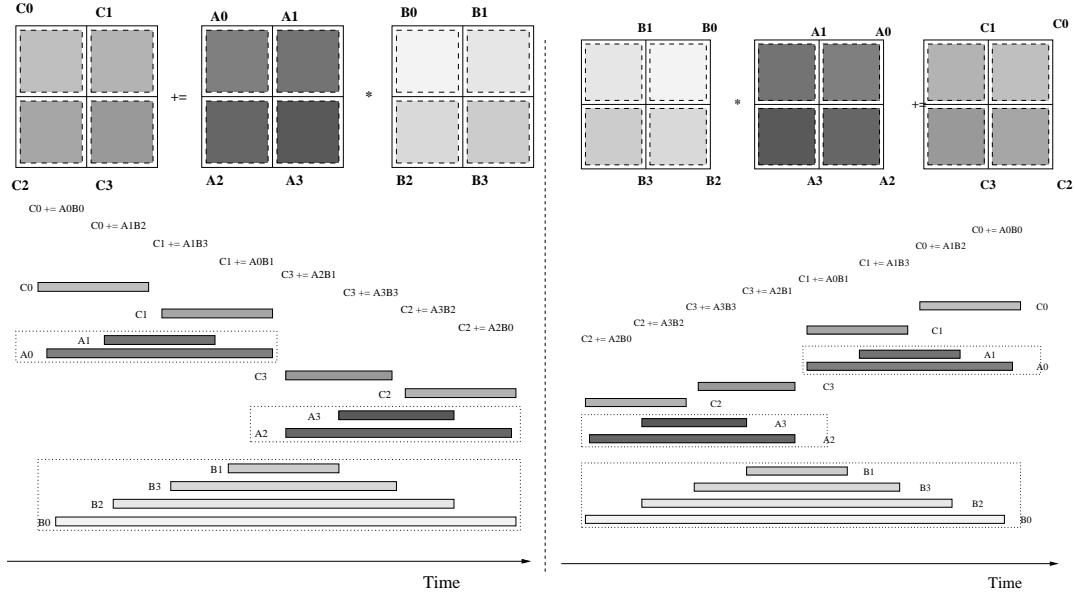 C0 C1
A0 A1
B0 B1
+=
*
C2 C3
A2 A3
B2 B3
C0 += A0B0
C0 += A1B2
C1 += A1B3
C1 += A0B1
C3 += A2B1
C3 += A3B3
C2 += A3B2
C2 += A2B0
C0
C1
A1
A0
C3
C2
A3
A2
B1
B3
B2
B0
Time
B1 B0
A1 A0
C1 C0
*
+=
B3 B2
A3 A2
C3 C2
C0 += A0B0
C0 += A1B2
C1 += A1B3
C1 += A0B1
C3 += A2B1
C3 += A3B3
C2 += A3B2
C2 += A2B0
C0
C1
A1
A0
C3
C2
A3
A2
B1
B3
B2
B0
Time